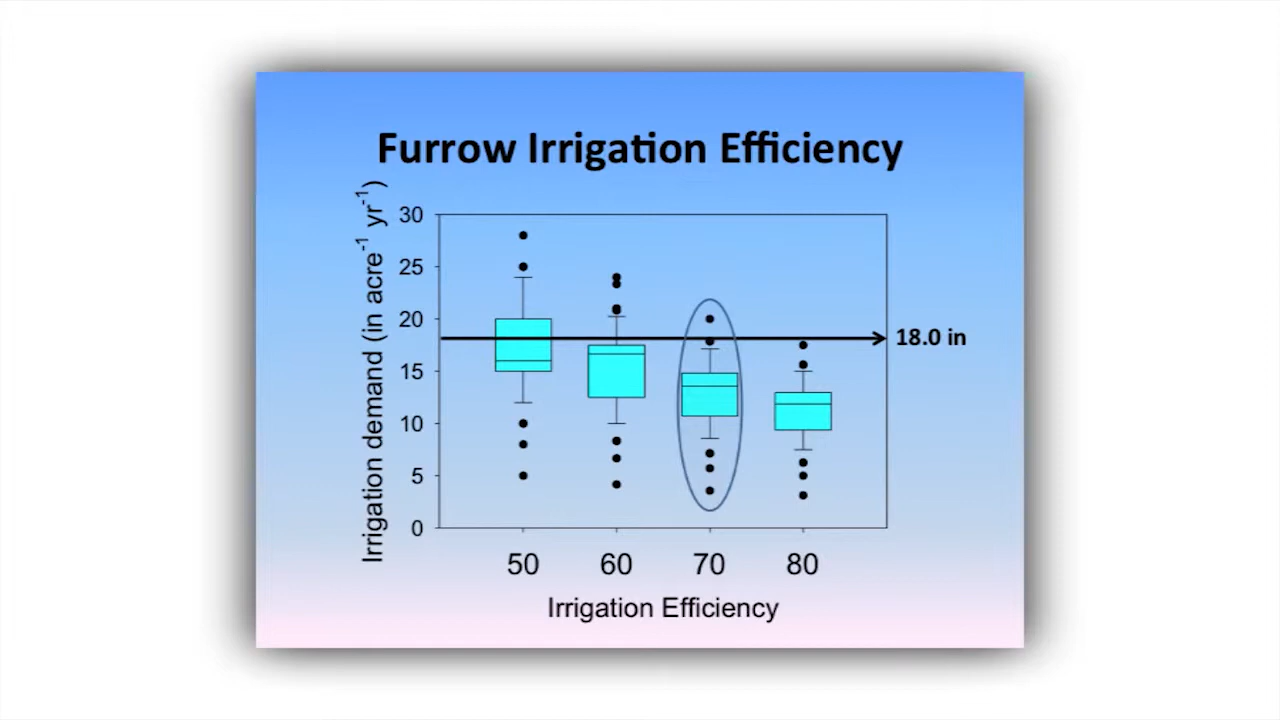 Furrow Irrigation Efficiency
Irrigation demand (in acre⁻¹ yr⁻¹)
30
25
20
15
10
5
0
18.0 in
50 60 70 80
Irrigation Efficiency